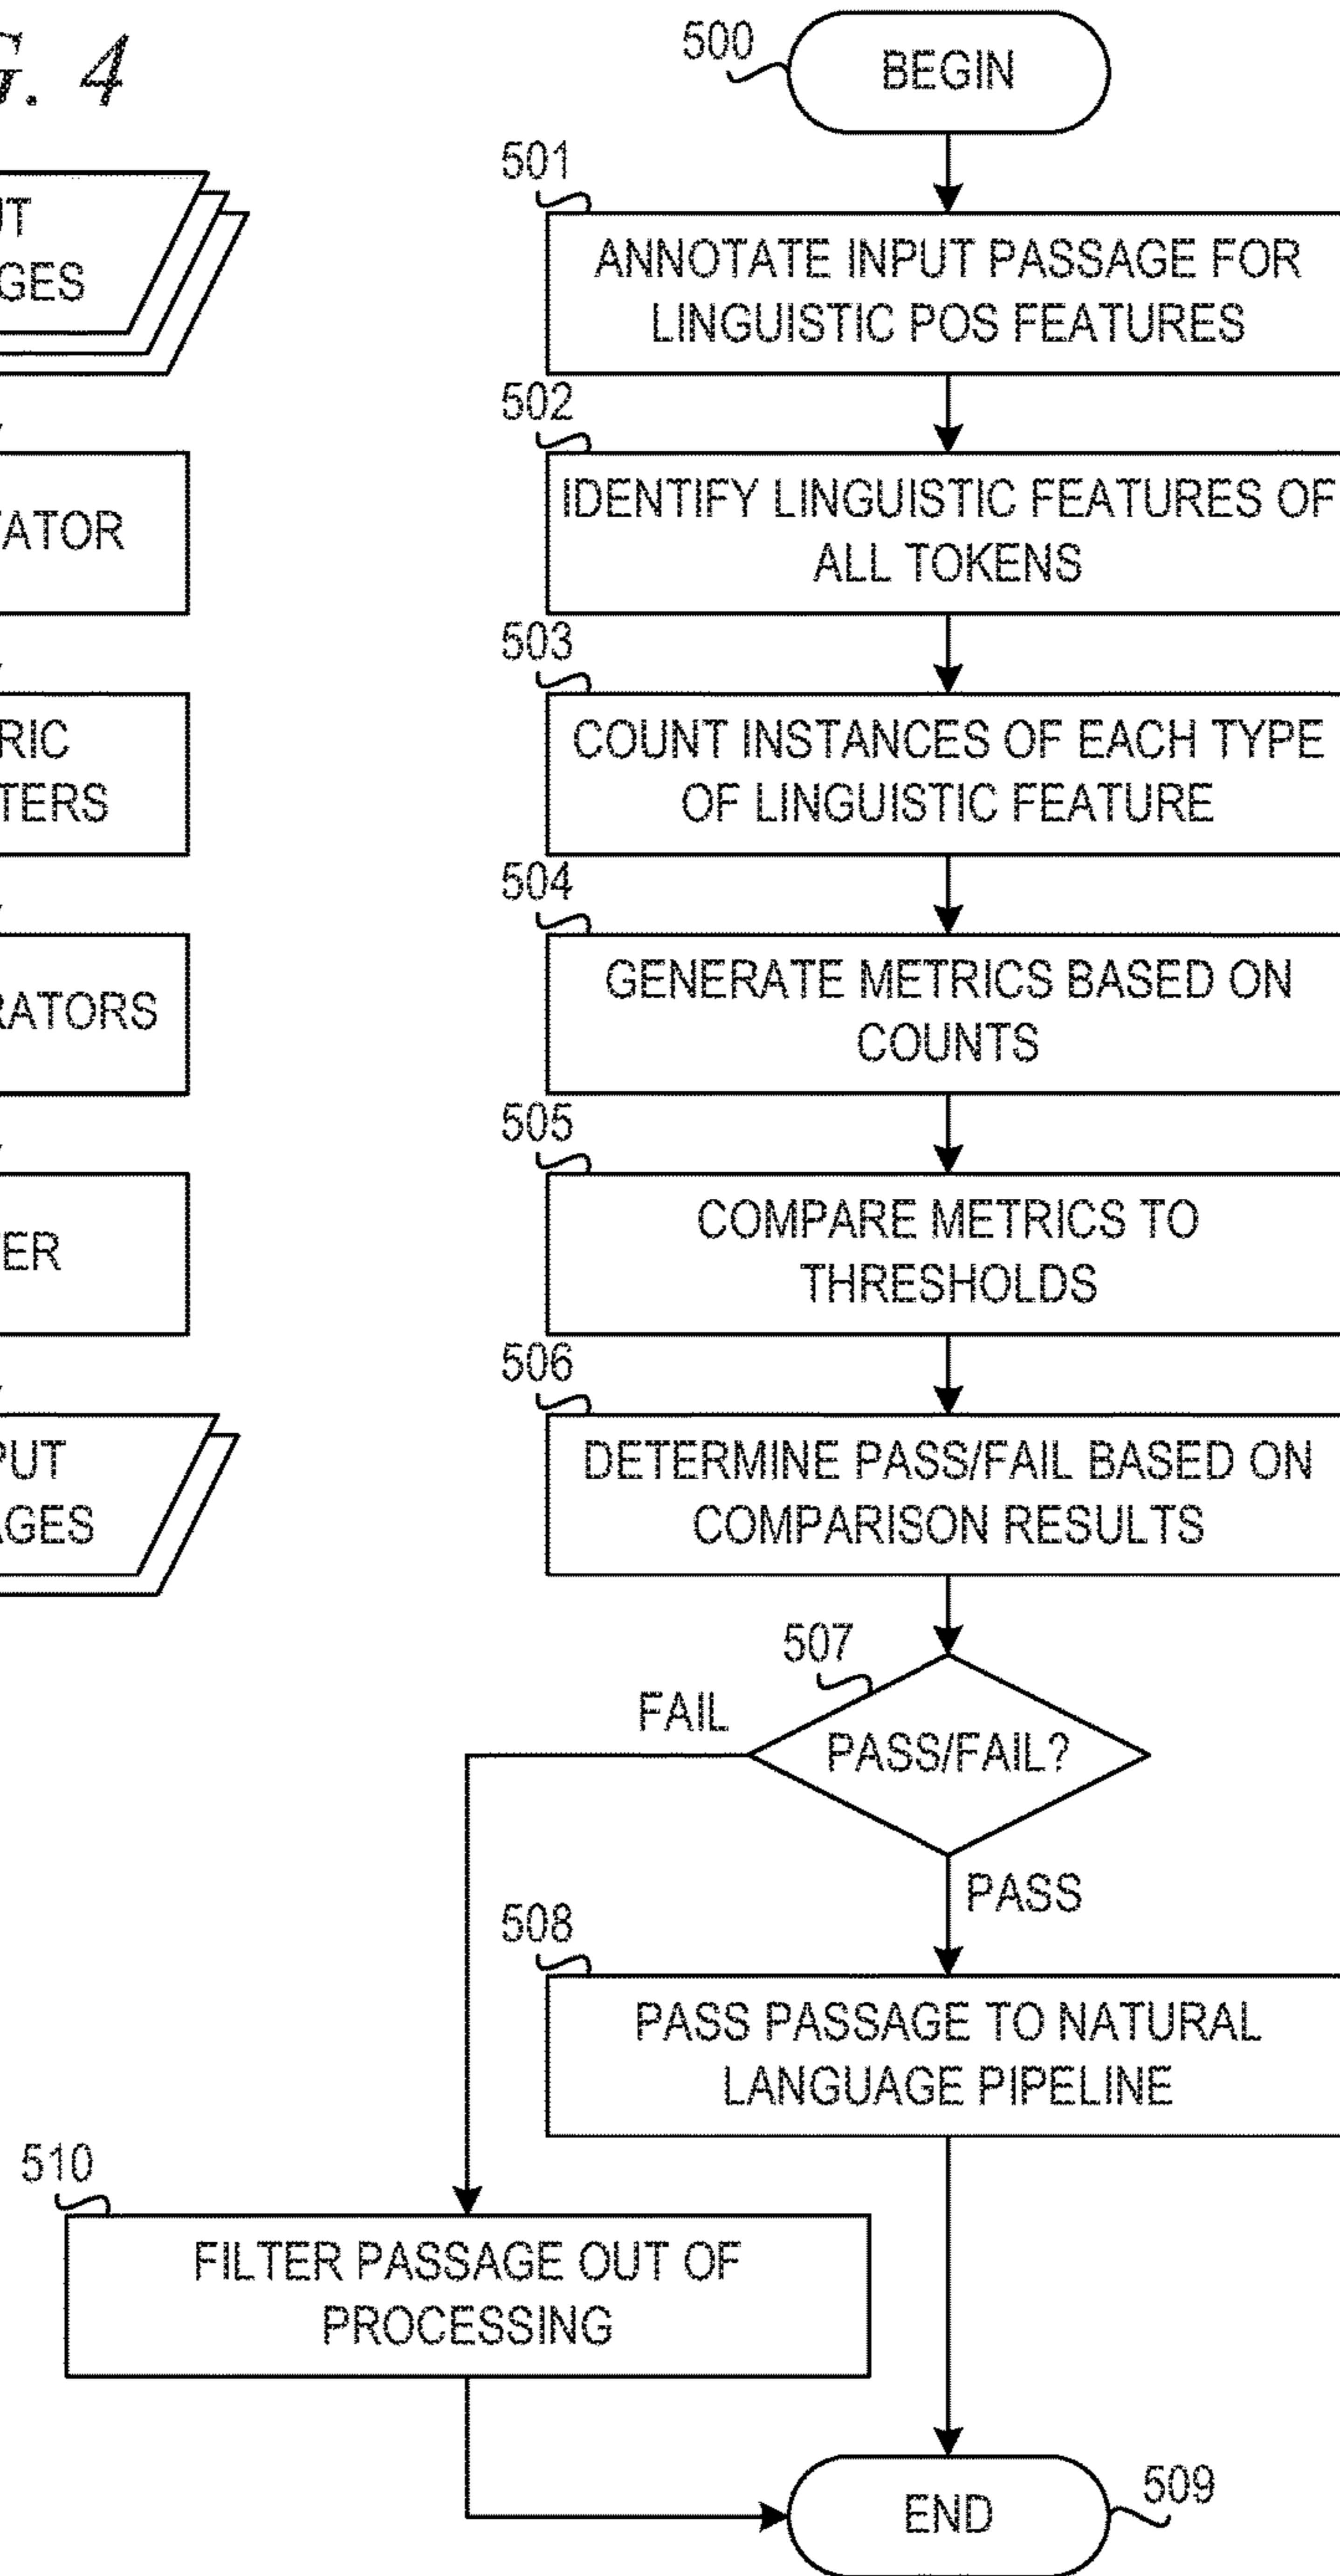 4
500
BEGIN
501
ANNOTATE INPUT PASSAGE FOR
LINGUISTIC POS FEATURES
502
IDENTIFY LINGUISTIC FEATURES OF
ALL TOKENS
503
COUNT INSTANCES OF EACH TYPE
OF LINGUISTIC FEATURE
504
GENERATE METRICS BASED ON
COUNTS
505
COMPARE METRICS TO
THRESHOLDS
506
DETERMINE PASS/FAIL BASED ON
COMPARISON RESULTS
507
FAIL
PASS/FAIL?
PASS
508
PASS PASSAGE TO NATURAL
LANGUAGE PIPELINE
510
FILTER PASSAGE OUT OF
PROCESSING
END
509